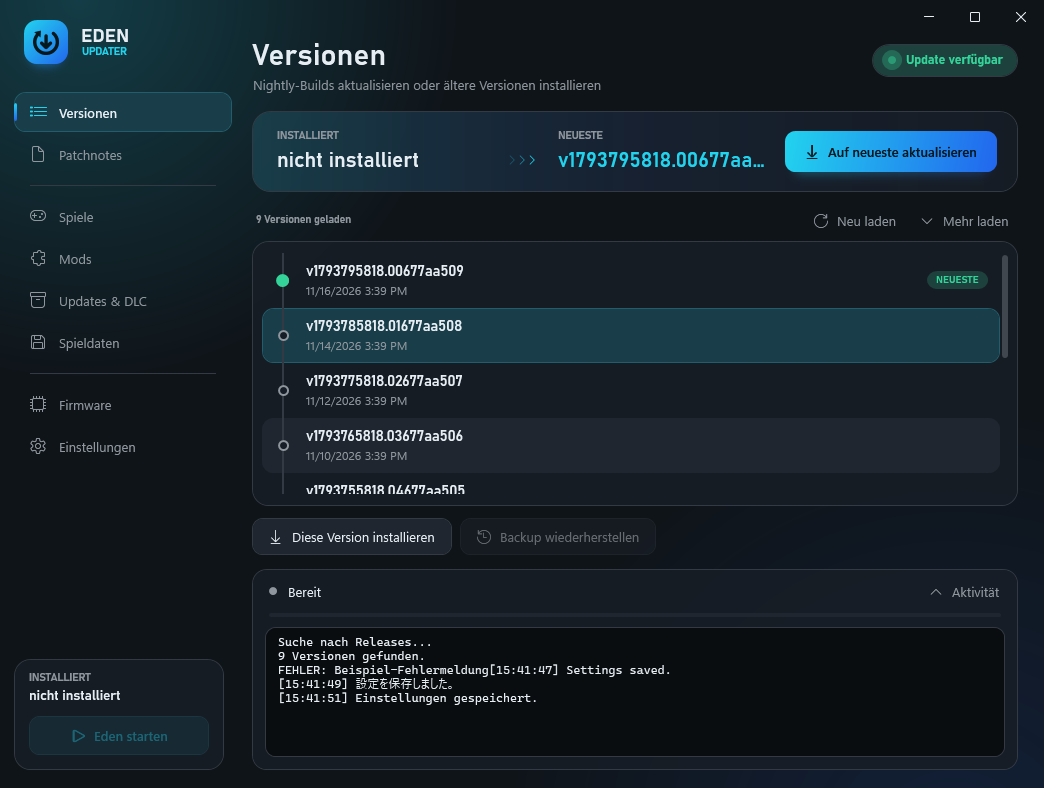 EDEN
UPDATER
Versionen
Patchnotes
Spiele
Mods
Updates & DLC
Spieldaten
Firmware
Einstellungen
INSTALLIERT
nicht installiert
Eden starten
Versionen
Nightly-Builds aktualisieren oder ältere Versionen installieren
Update verfügbar
INSTALLIERT
nicht installiert
NEUESTE
v1793795818.00677aa...
Auf neueste aktualisieren
9 Versionen geladen
Neu laden
Mehr laden
v1793795818.00677aa509
11/16/2026 3:39 PM
NEUESTE
v1793785818.01677aa508
11/14/2026 3:39 PM
v1793775818.02677aa507
11/12/2026 3:39 PM
v1793765818.03677aa506
11/10/2026 3:39 PM
v1793755818.04677aa505
Diese Version installieren
Backup wiederherstellen
Bereit
Aktivität
Suche nach Releases...
9 Versionen gefunden.
FEHLER: Beispiel-Fehlermeldung[15:41:47] Settings saved.
[15:41:49] 設定を保存しました。
[15:41:51] Einstellungen gespeichert.